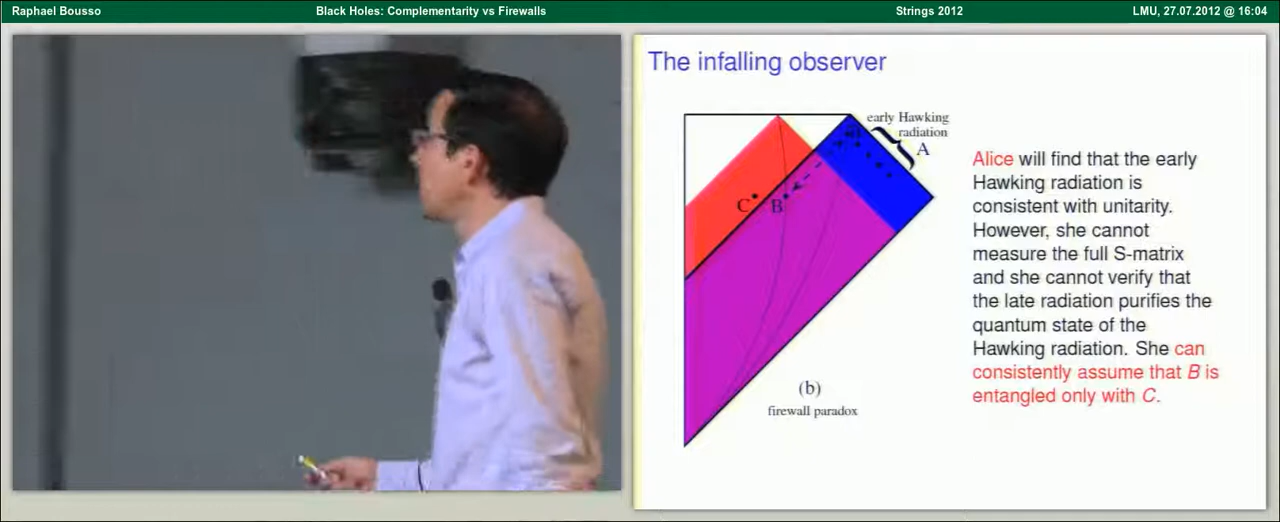 Raphael Bousso Black Holes: Complementarity vs Firewalls Strings 2012 LMU, 27.07.2012 @ 16:04
The infalling observer
early Hawking
radiation
A
C
B
(b)
firewall paradox
Alice will find that the early
Hawking radiation is
consistent with unitarity.
However, she cannot
measure the full S-matrix
and she cannot verify that
the late radiation purifies the
quantum state of the
Hawking radiation. She can
consistently assume that B is
entangled only with C.